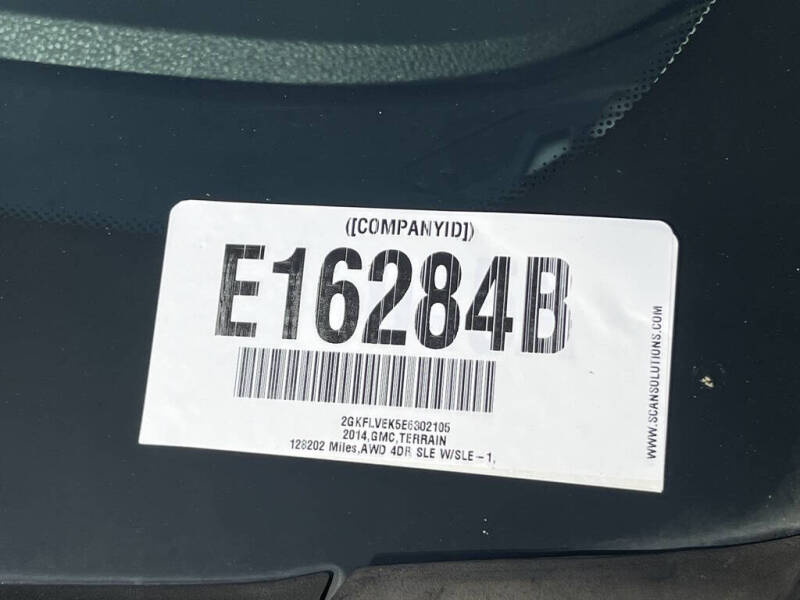 ([COMPANYID])
E16284B
2GKFLVEK5E6302105
2014,GMC,TERRAIN
128202 Miles,AWD 4DR SLE W/SLE-1,
WWW.SCANSOLUTIONS.COM